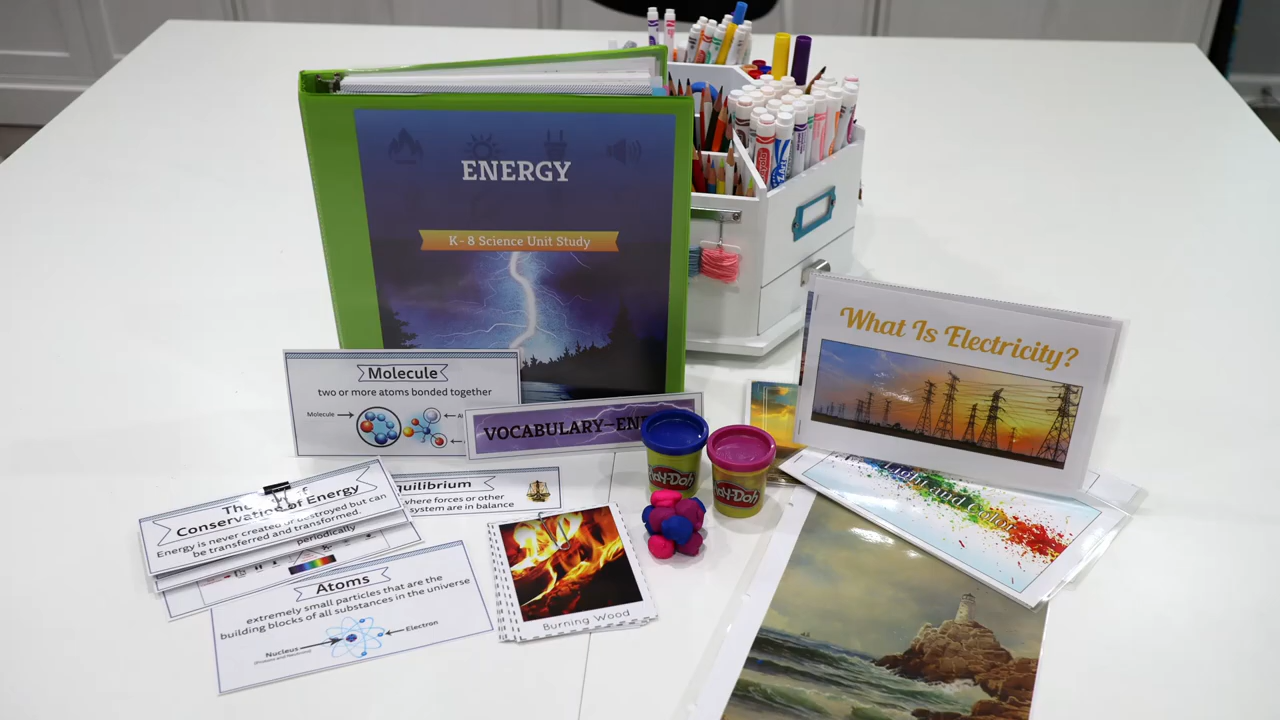 ENERGY
K-8 Science Unit Study
What Is Electricity?
Molecule
two or more atoms bonded together
Molecule
VOCABULARY—EN
Play-Doh
Play-Doh
Light and
Color
quilibrium
where forces or other
system are in balance
The
Conservation of Energy
Energy is never created or destroyed but can
be transferred and transformed.
periodically
Atoms
extremely small particles that are the
building blocks of all substances in the universe
Electron
Nucleus
Burning Wood